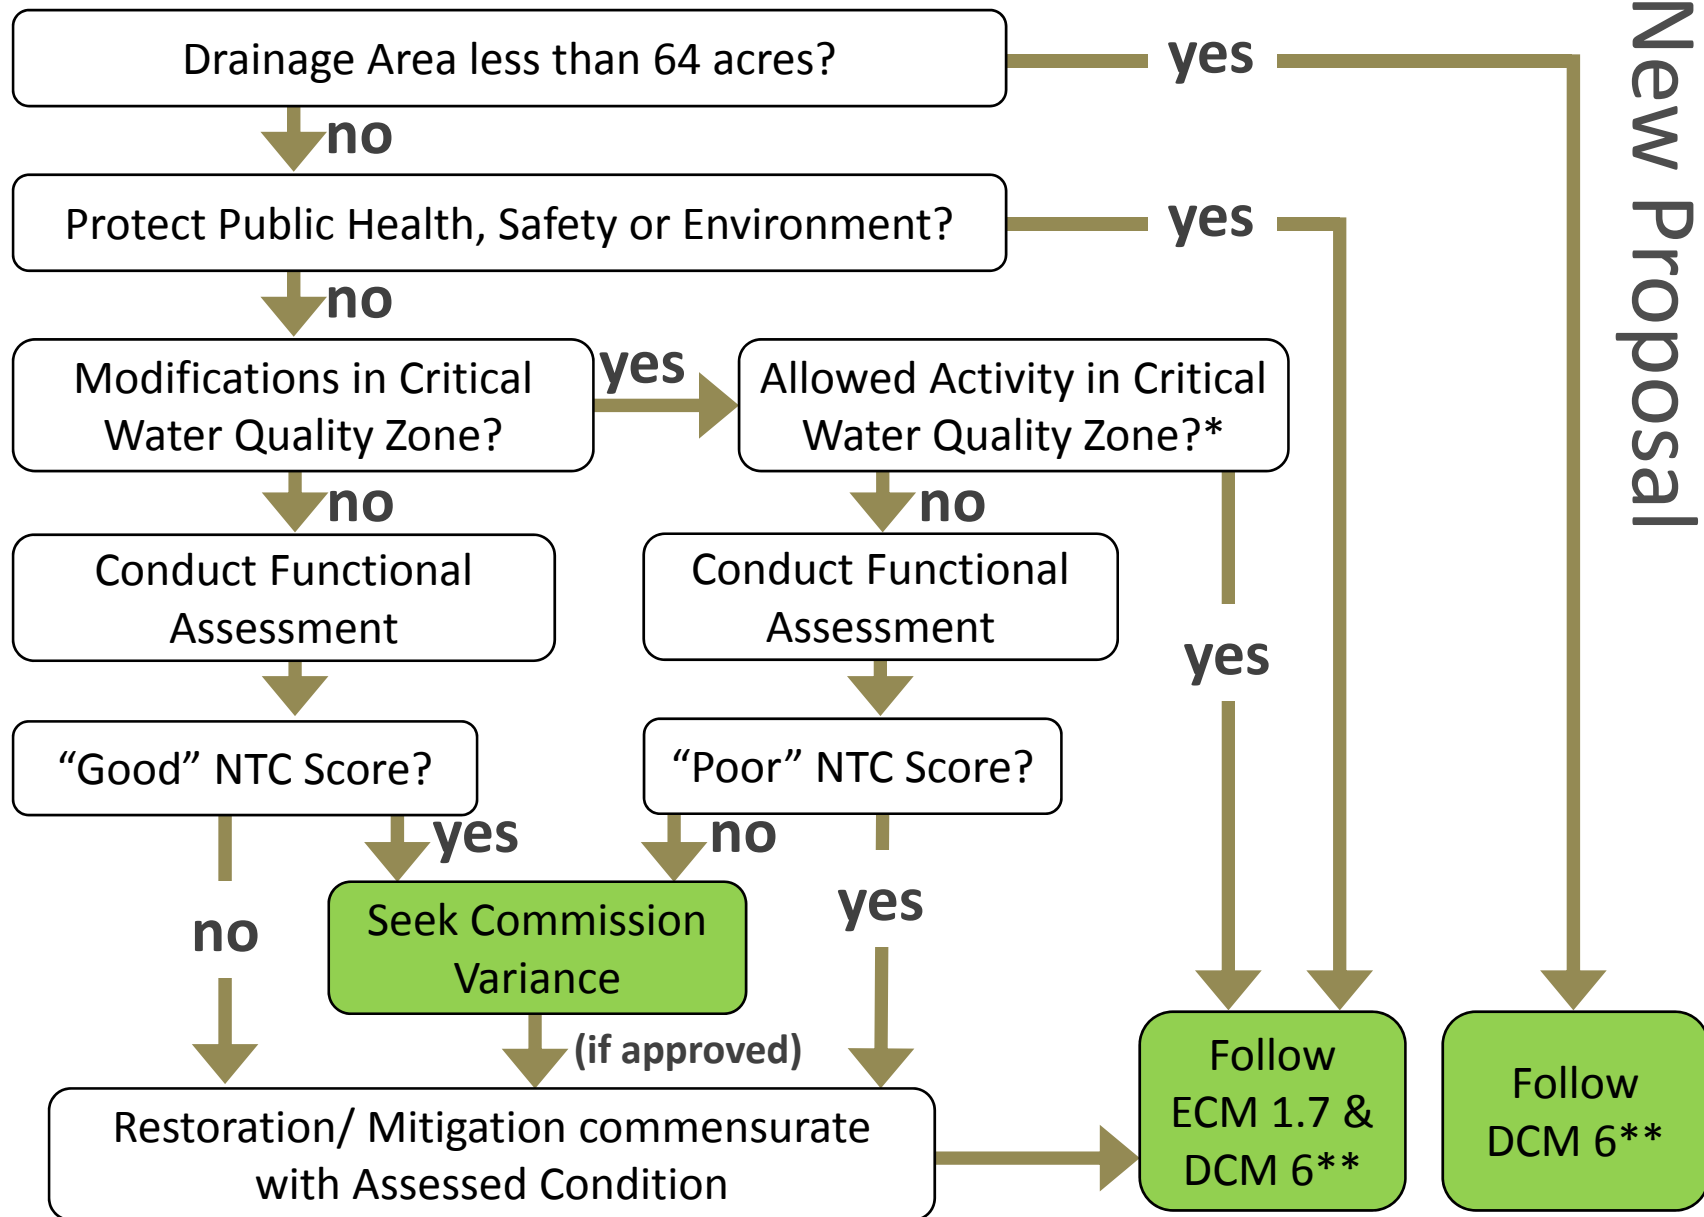 New Proposal
Drainage Area less than 64 acres?
yes
no
Protect Public Health, Safety or Environment?
yes
no
Modifications in Critical
Water Quality Zone?
yes
Allowed Activity in Critical
Water Quality Zone?*
no
no
Conduct Functional
Assessment
Conduct Functional
Assessment
yes
“Good” NTC Score?
“Poor” NTC Score?
yes
no
no
yes
Seek Commission
Variance
(if approved)
Restoration/ Mitigation commensurate
with Assessed Condition
Follow
ECM 1.7 &
DCM 6**
Follow
DCM 6**